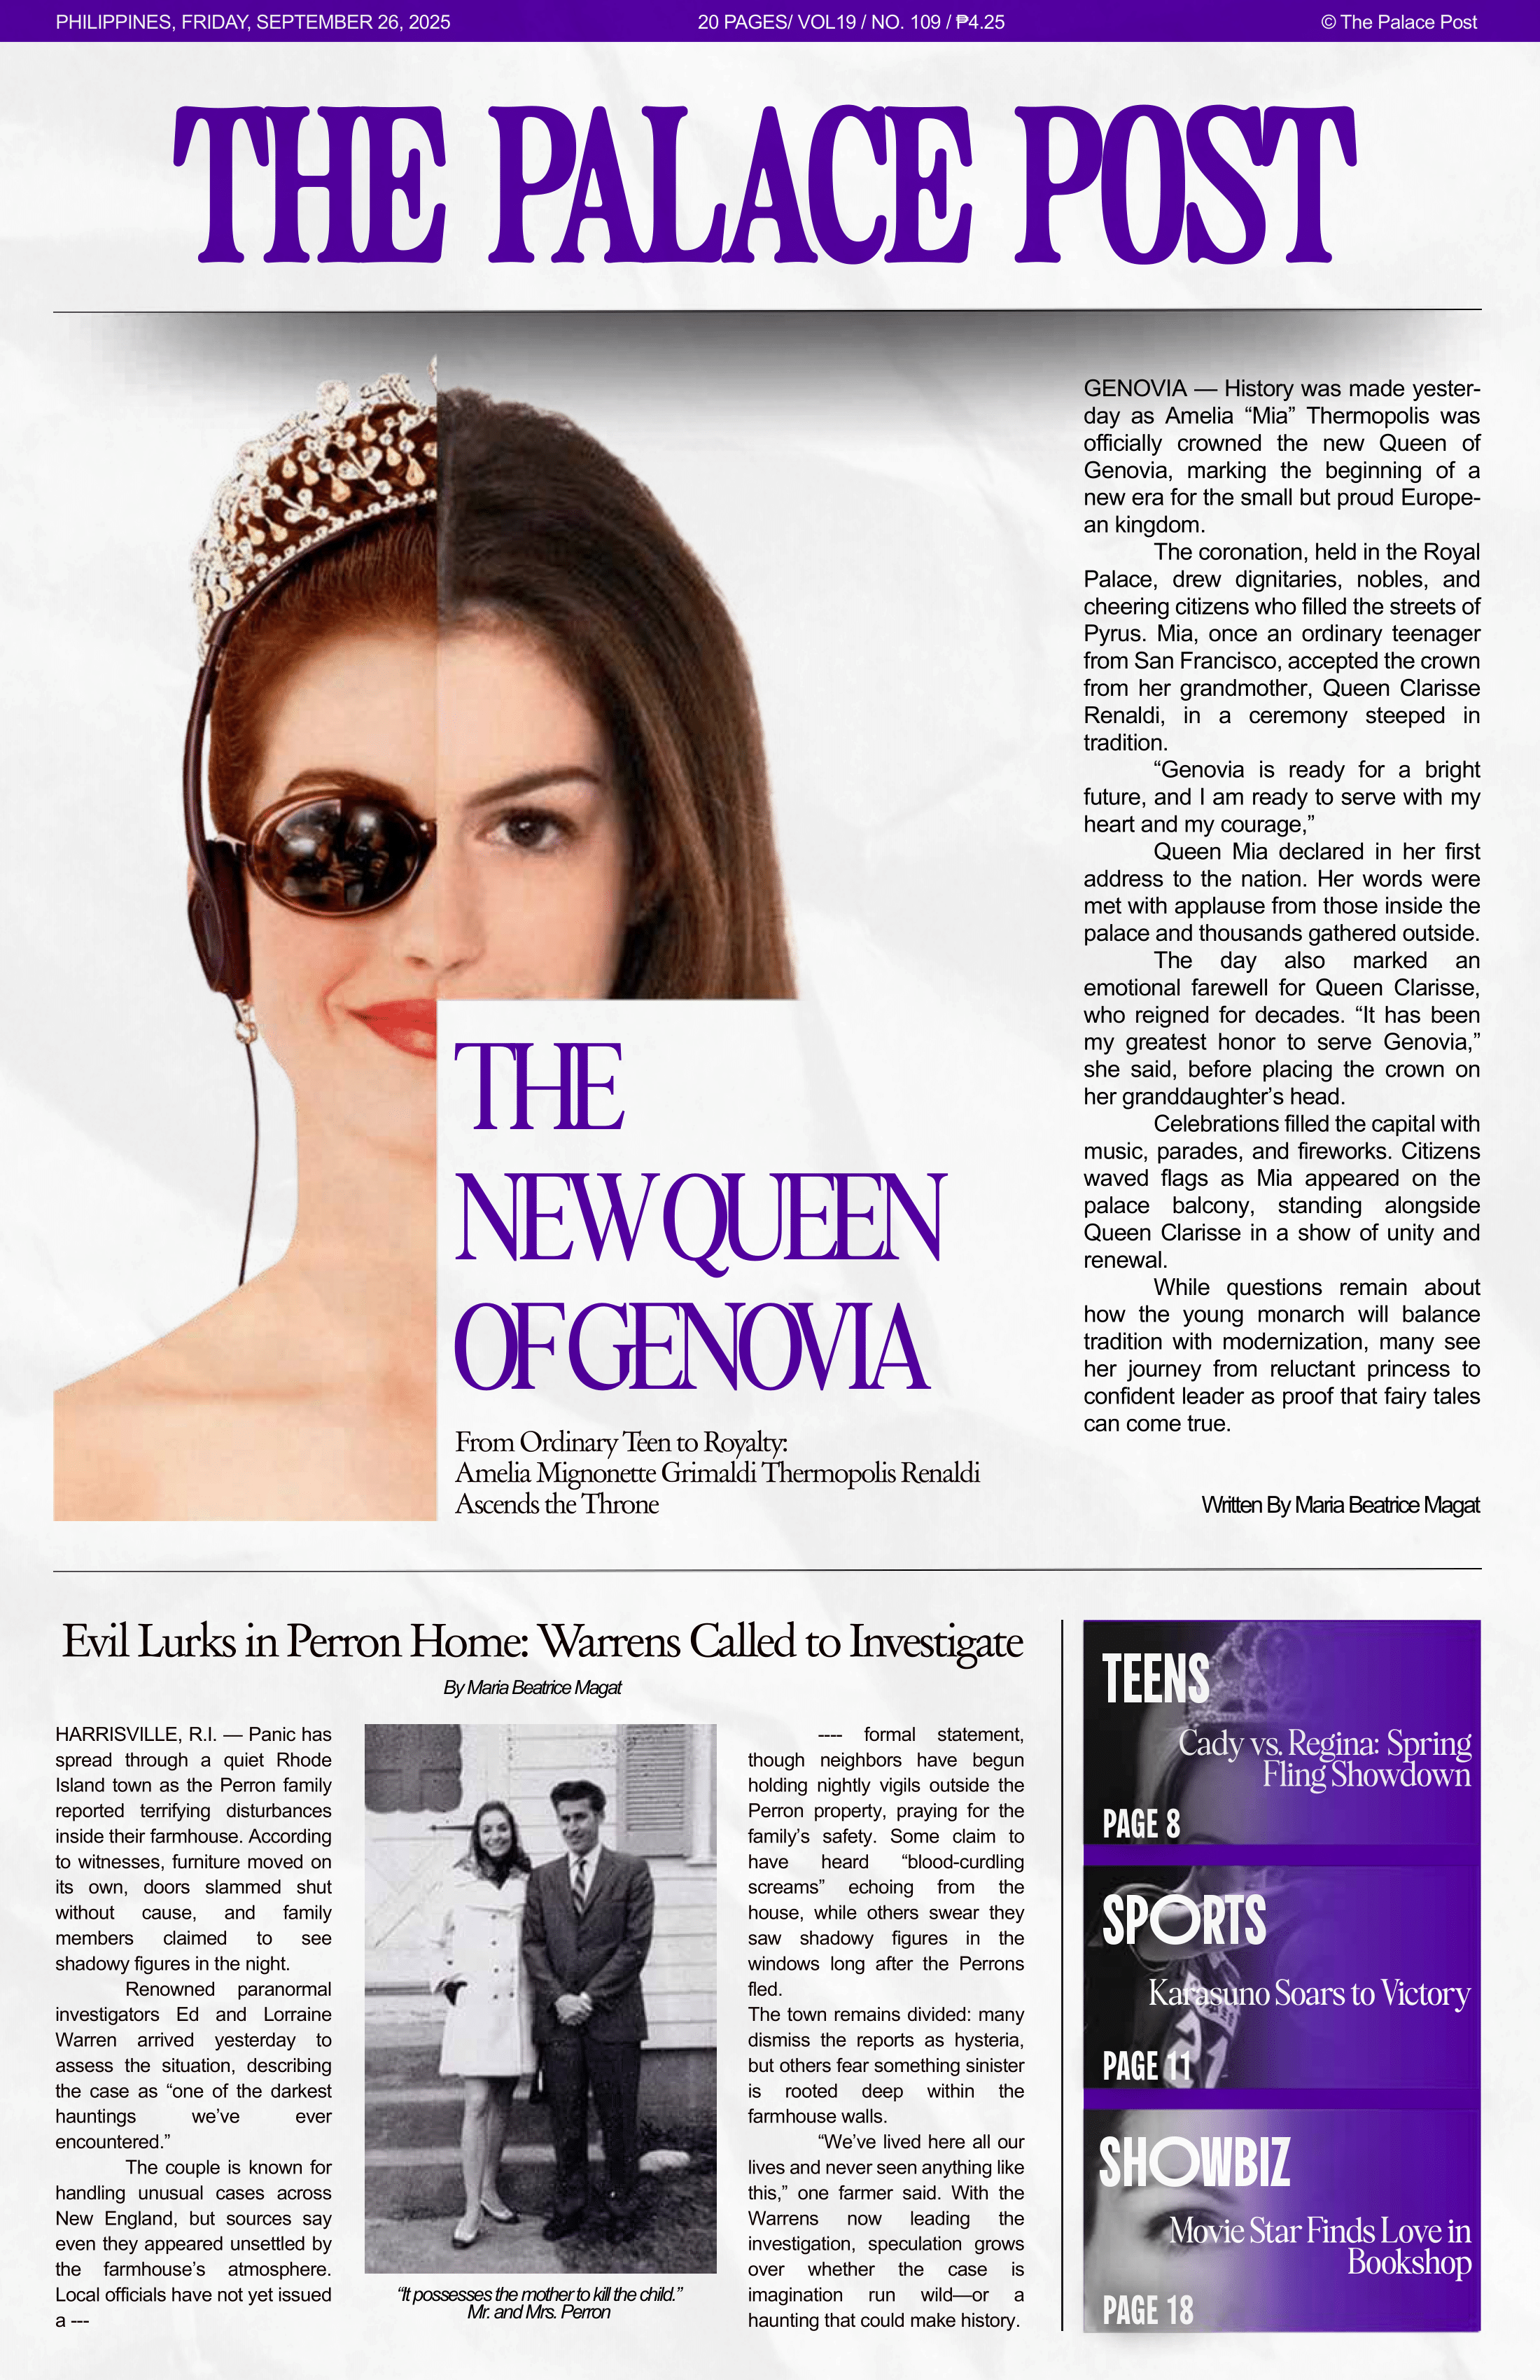 PHILIPPINES, FRIDAY, SEPTEMBER 26, 2025
20 PAGES/ VOL19 / NO. 109 / ₱4.25
© The Palace Post
THE PALACE POST
GENOVIA — History was made yester-
day as Amelia “Mia” Thermopolis was
officially crowned the new Queen of
Genovia, marking the beginning of a
new era for the small but proud Europe-
an kingdom.
The coronation, held in the Royal
Palace, drew dignitaries, nobles, and
cheering citizens who filled the streets of
Pyrus. Mia, once an ordinary teenager
from San Francisco, accepted the crown
from her grandmother, Queen Clarisse
Renaldi, in a ceremony steeped in
tradition.
“Genovia is ready for a bright
future, and I am ready to serve with my
heart and my courage,”
Queen Mia declared in her first
address to the nation. Her words were
met with applause from those inside the
palace and thousands gathered outside.
The day also marked an
emotional farewell for Queen Clarisse,
who reigned for decades. “It has been
my greatest honor to serve Genovia,”
she said, before placing the crown on
her granddaughter’s head.
Celebrations filled the capital with
music, parades, and fireworks. Citizens
waved flags as Mia appeared on the
palace balcony, standing alongside
Queen Clarisse in a show of unity and
renewal.
While questions remain about
how the young monarch will balance
tradition with modernization, many see
her journey from reluctant princess to
confident leader as proof that fairy tales
can come true.
Written By Maria Beatrice Magat
THE
NEW QUEEN
OF GENOVIA
From Ordinary Teen to Royalty:
Amelia Mignonette Grimaldi Thermopolis Renaldi
Ascends the Throne
Evil Lurks in Perron Home: Warrens Called to Investigate
By Maria Beatrice Magat
HARRISVILLE, R.I. — Panic has
spread through a quiet Rhode
Island town as the Perron family
reported terrifying disturbances
inside their farmhouse. According
to witnesses, furniture moved on
its own, doors slammed shut
without cause, and family
members claimed to see
shadowy figures in the night.
Renowned paranormal
investigators Ed and Lorraine
Warren arrived yesterday to
assess the situation, describing
the case as “one of the darkest
hauntings we’ve ever
encountered.”
The couple is known for
handling unusual cases across
New England, but sources say
even they appeared unsettled by
the farmhouse’s atmosphere.
Local officials have not yet issued
a ---
“It possesses the mother to kill the child.”
Mr. and Mrs. Perron
---- formal statement,
though neighbors have begun
holding nightly vigils outside the
Perron property, praying for the
family’s safety. Some claim to
have heard “blood-curdling
screams” echoing from the
house, while others swear they
saw shadowy figures in the
windows long after the Perrons
fled.
The town remains divided: many
dismiss the reports as hysteria,
but others fear something sinister
is rooted deep within the
farmhouse walls.
“We’ve lived here all our
lives and never seen anything like
this,” one farmer said. With the
Warrens now leading the
investigation, speculation grows
over whether the case is
imagination run wild—or a
haunting that could make history.
TEENS
Cady vs. Regina: Spring
Fling Showdown
PAGE 8
SPORTS
Karasuno Soars to Victory
PAGE 11
SHOWBIZ
Movie Star Finds Love in
Bookshop
PAGE 18